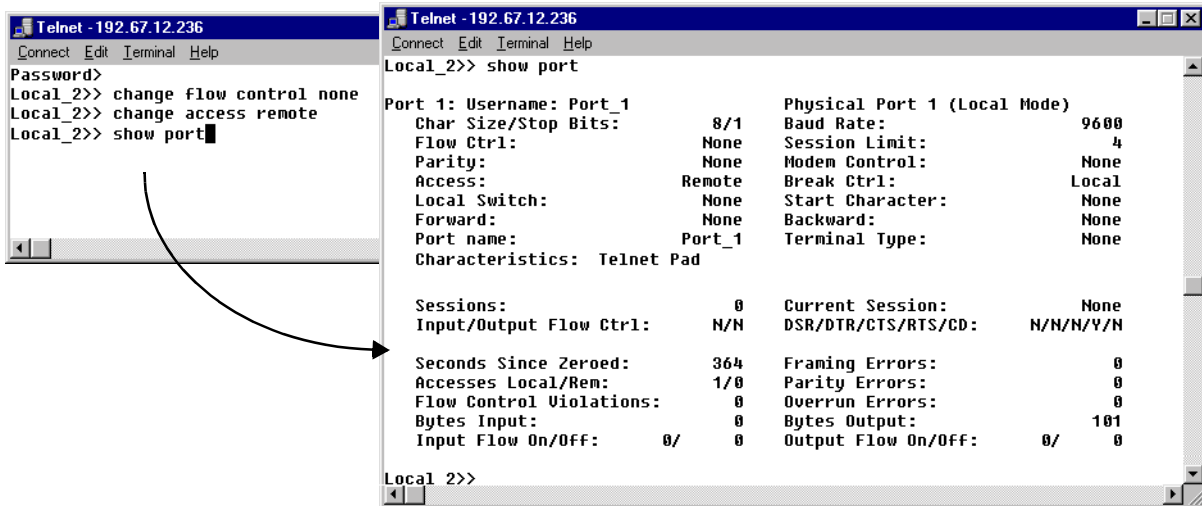 Telnet - 192.67.12.236
Connect Edit Terminal Help
Password>
Local_2>> change flow control none
Local_2>> change access remote
Local_2>> show port
Telnet - 192.67.12.236
Connect Edit Terminal Help
Local_2>> show port
Port 1: Username: Port_1 Physical Port 1 (Local Mode)
Char Size/Stop Bits: 8/1 Baud Rate: 9600
Flow Ctrl: None Session Limit: 4
Parity: None Modem Control: None
Access: Remote Break Ctrl: Local
Local Switch: None Start Character: None
Forward: None Backward: None
Port name: Port_1 Terminal Type: None
Characteristics: Telnet Pad
Sessions: 0 Current Session: None
Input/Output Flow Ctrl: N/N DSR/DTR/CTS/RTS/CD: N/N/N/Y/N
Seconds Since Zeroed: 364 Framing Errors: 0
Accesses Local/Rem: 1/0 Parity Errors: 0
Flow Control Violations: 0 Overrun Errors: 0
Bytes Input: 0 Bytes Output: 101
Input Flow On/Off: 0/ 0 Output Flow On/Off: 0/ 0
Local_2>>